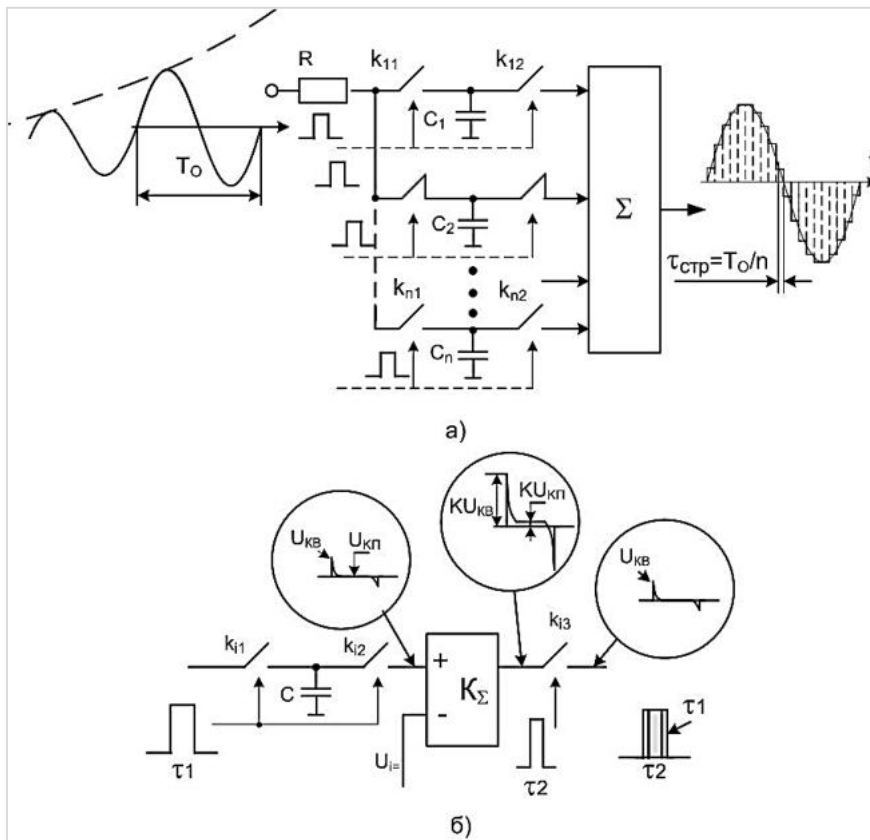 R
k11
k12
C1
TO
C2
Σ
τстр=TO/n
kn1
kn2
Cn
а)
KUКВ
KUКП
UКВ
UКП
UКВ
ki1
ki2
ki3
C
+
KΣ
-
τ1
Ui=
τ2
τ1
τ2
б)